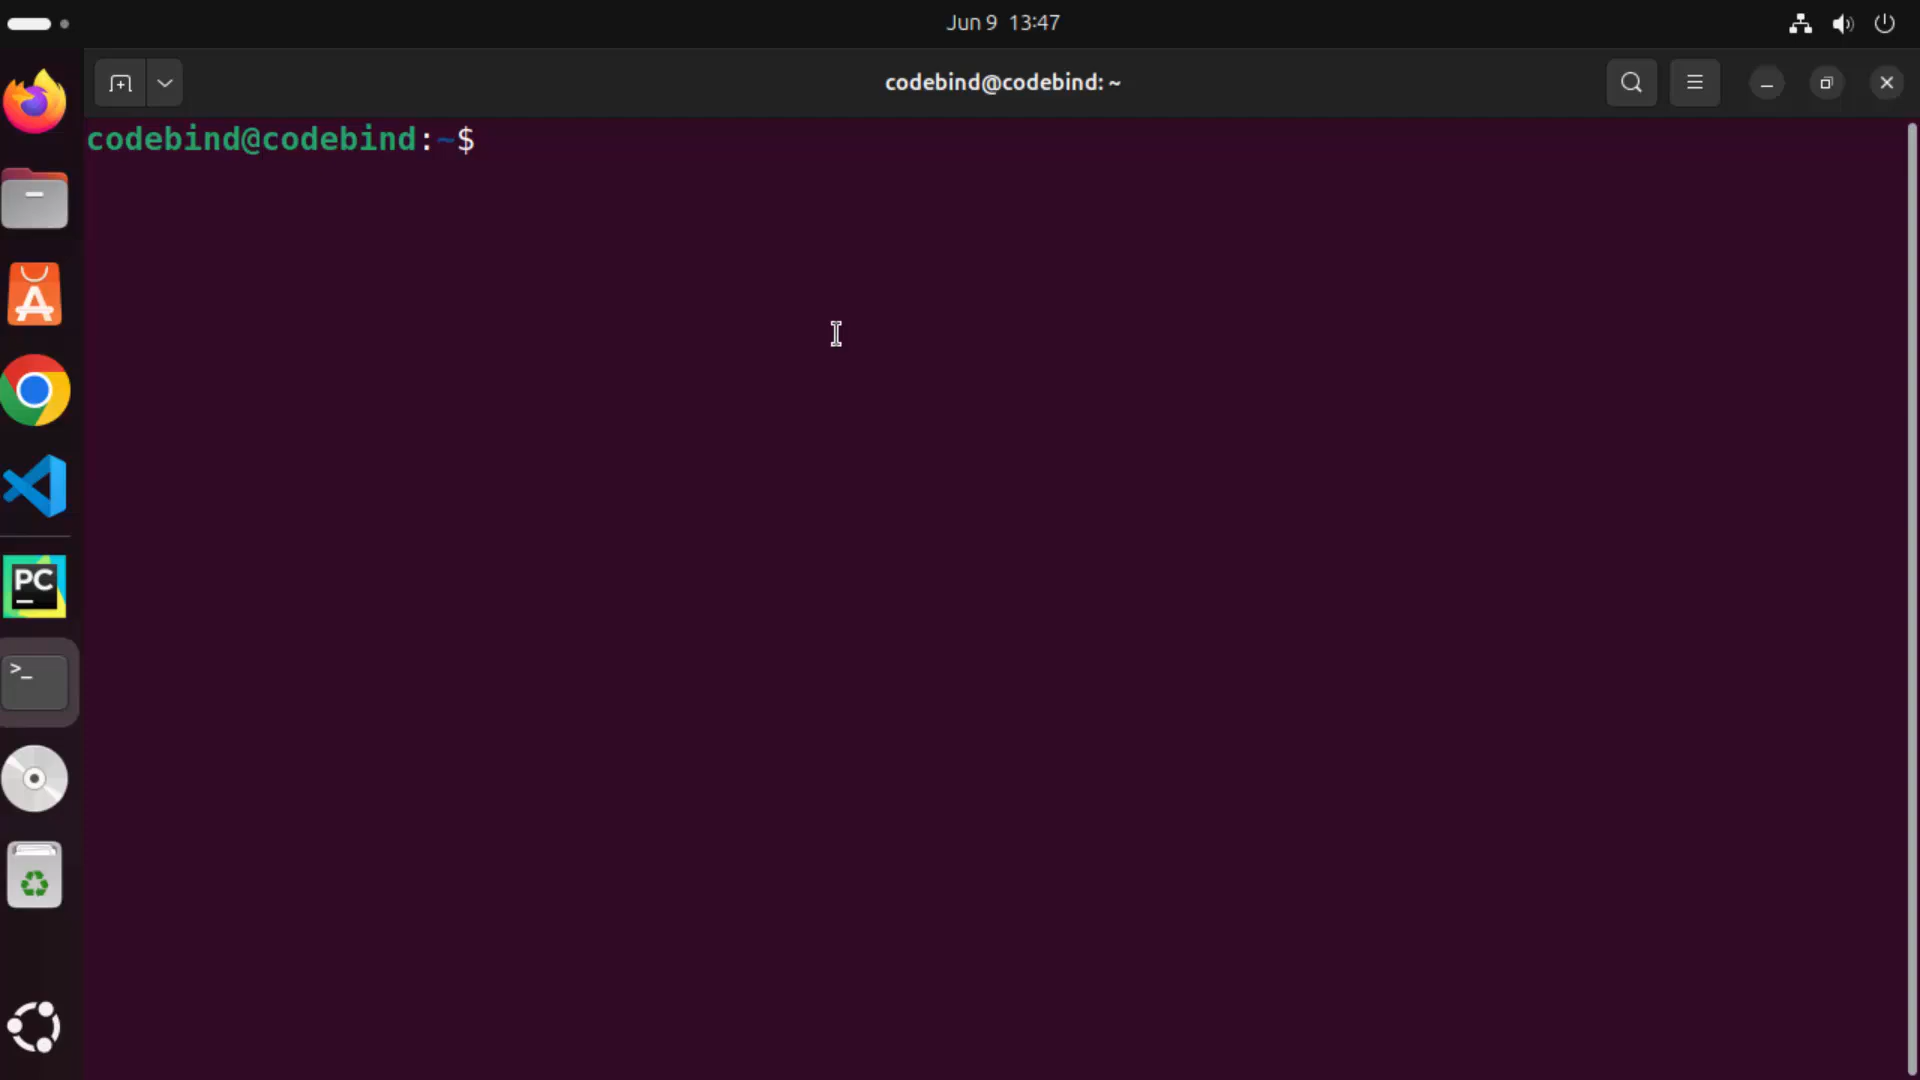 Jun 9 13:47
codebind@codebind: ~
codebind@codebind:~$
A
PC
>_